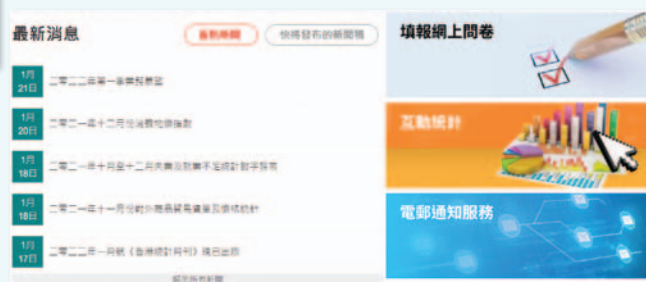 最新消息
最新新聞
快將發布的新聞稿
1月
21日
二零二二年第一季業務展望
1月
20日
二零二一年十二月份消費物價指數
1月
18日
二零二一年十月至十二月失業及就業不足統計數字發布
1月
18日
二零二一年十一月份對外商品貿易貨量及價格統計
1月
17日
二零二二年一月號《香港統計月刊》現已出版
填報網上問卷
互動統計
電郵通知服務